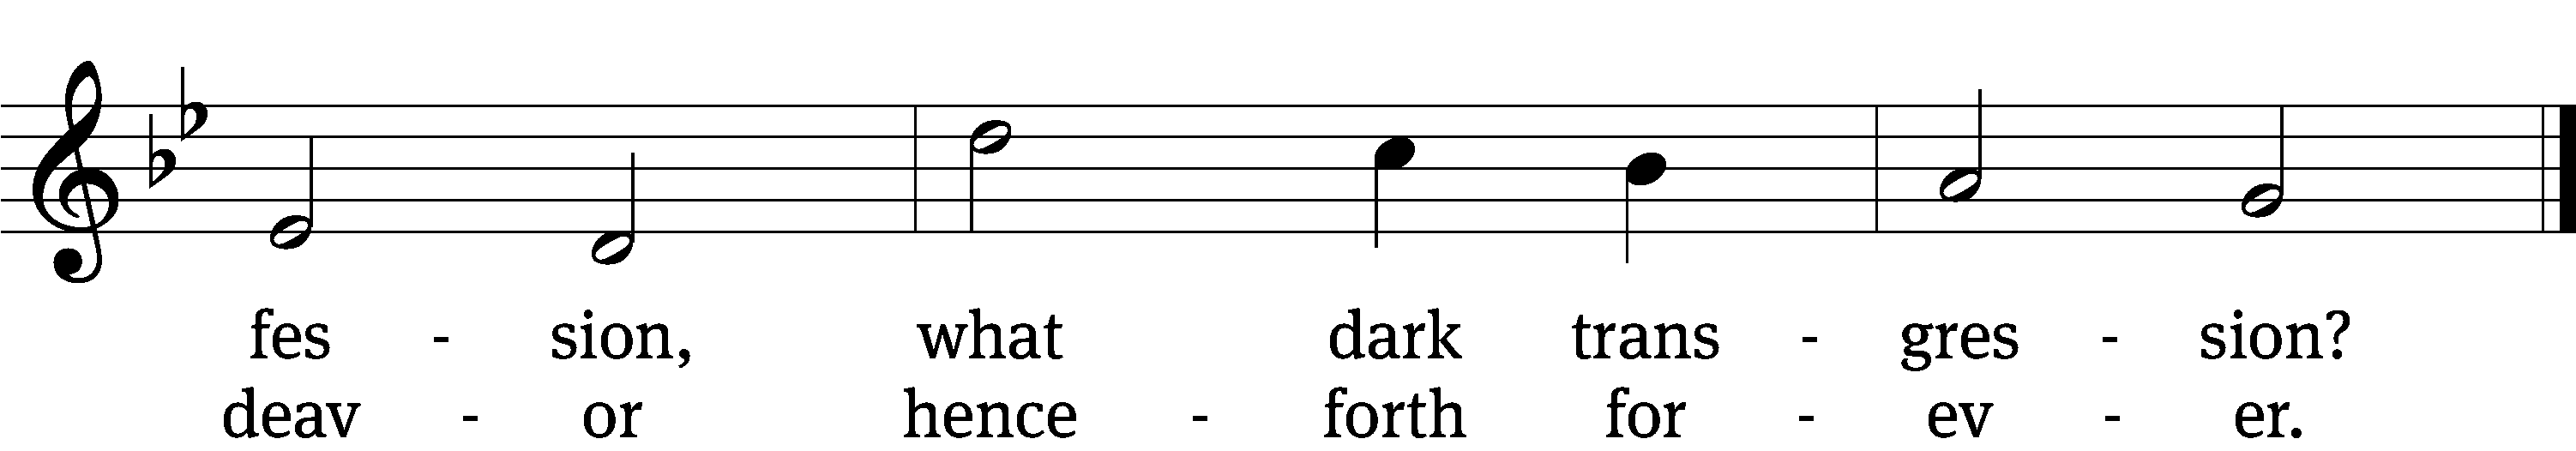 fes - sion, what dark trans - gres - sion?
deav - or hence - forth for - ev - er.